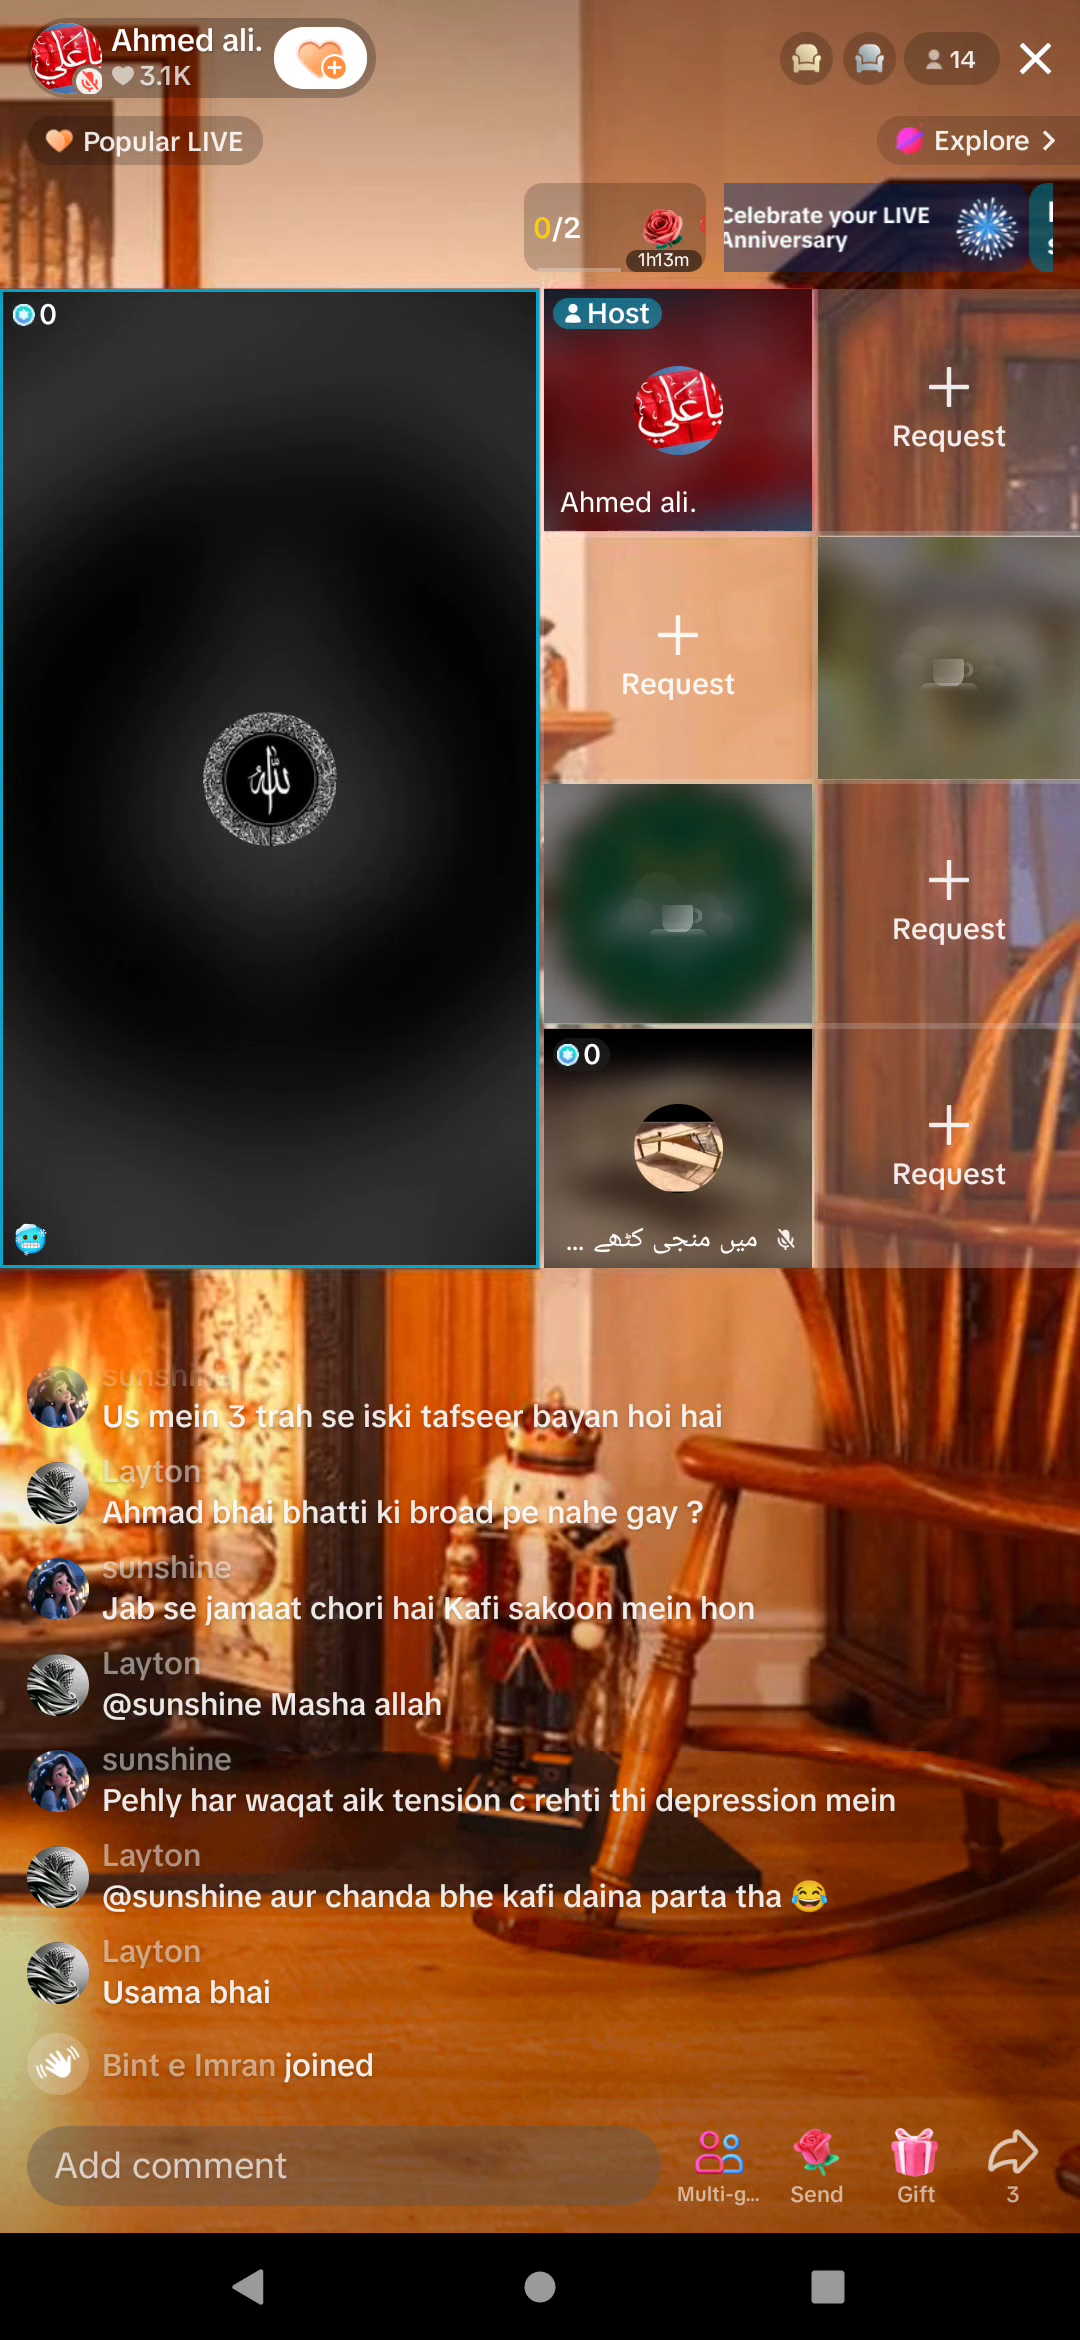 Ahmed ali.
3.1K
14
Popular LIVE
Explore
0/2
1h13m
Celebrate your LIVE
Anniversary
0
Host
ياعلي
Ahmed ali.
Request
Request
الله
Request
0
میں منجی کٹھے ...
Request
sunshine
Us mein 3 trah se iski tafseer bayan hoi hai
Layton
Ahmad bhai bhatti ki broad pe nahe gay ?
sunshine
Jab se jamaat chori hai Kafi sakoon mein hon
Layton
@sunshine Masha allah
sunshine
Pehly har waqat aik tension c rehti thi depression mein
Layton
@sunshine aur chanda bhe kafi daina parta tha 😂
Layton
Usama bhai
Bint e Imran joined
Add comment
Multi-g...
Send
Gift
3